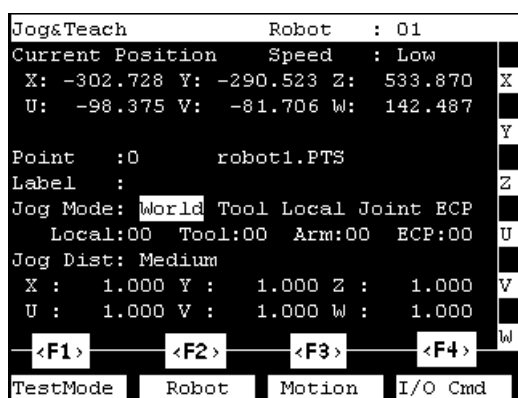 Jog&Teach Robot : 01
Current Position Speed : Low
X: -302.728 Y: -290.523 Z: 533.870
X
U: -98.375 V: -81.706 W: 142.487
Y
Point :0 robot1.PTS
Label :
Z
Jog Mode: World Tool Local Joint ECP
Local:00 Tool:00 Arm:00 ECP:00
U
Jog Dist: Medium
X : 1.000 Y : 1.000 Z : 1.000
V
U : 1.000 V : 1.000 W : 1.000
W
<F1> <F2> <F3> <F4>
TestMode Robot Motion I/O Cmd